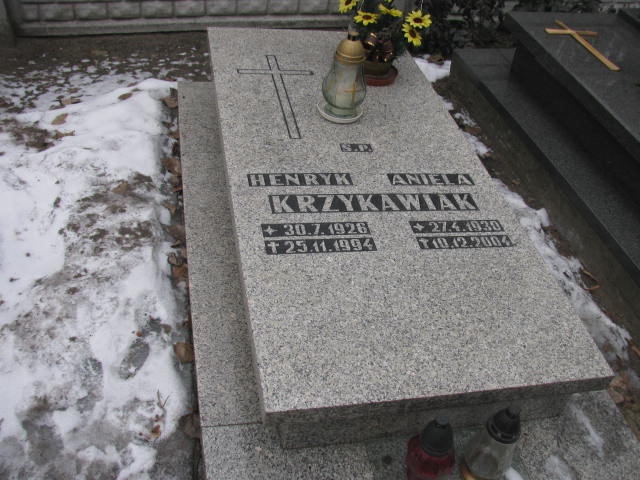 Ś.P.
HENRYK ANIELA
KRZYKAWIAK
30.7.1926 27.4.1930
25.11.1994 10.12.2004